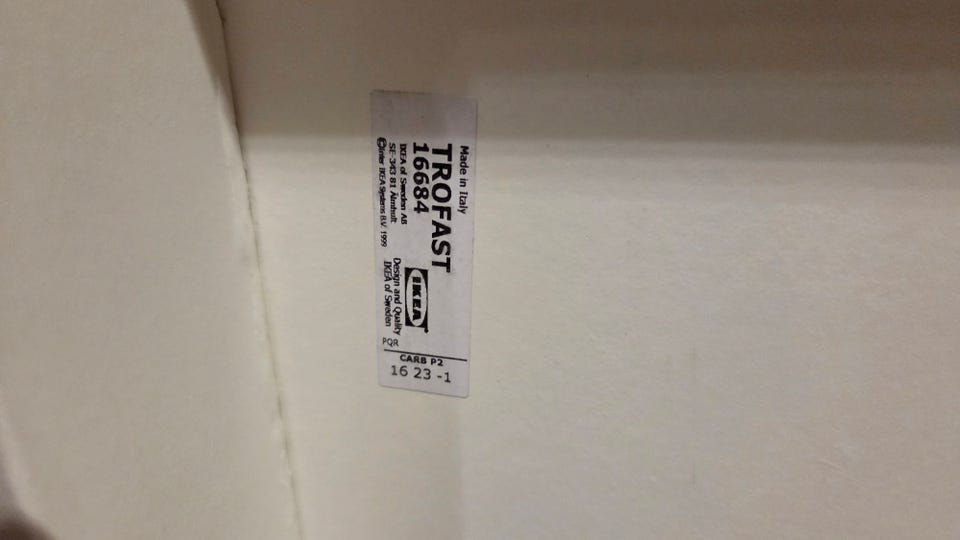 Made in Italy
TROFAST
16684
IKEA of Sweden AB
SE-343 81 Älmhult
©Inter IKEA Systems B.V. 1999
IKEA
Design and Quality
IKEA of Sweden
PQR
CARB P2
16 23 -1